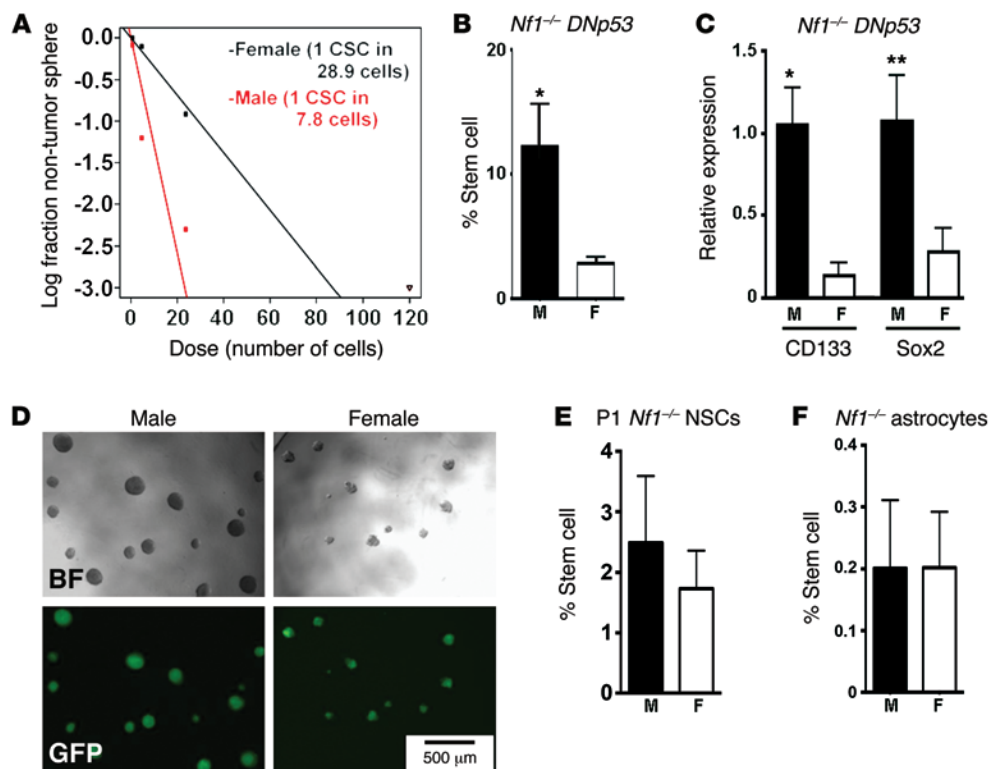 A
Log fraction non-tumor sphere
0.0
-0.5
-1.0
-1.5
-2.0
-2.5
-3.0
-Female (1 CSC in
28.9 cells)
-Male (1 CSC in
7.8 cells)
0 20 40 60 80 100 120
Dose (number of cells)
B
Nf1–/– DNp53
% Stem cell
20
10
0
*
M F
C
Nf1–/– DNp53
Relative expression
1.5
1.0
0.5
0
* **
M F M F
CD133 Sox2
D
Male Female
BF
GFP
500 μm
E P1 Nf1–/– NSCs
% Stem cell
4
3
2
1
0
M F
F Nf1–/– astrocytes
% Stem cell
0.4
0.3
0.2
0.1
0
M F